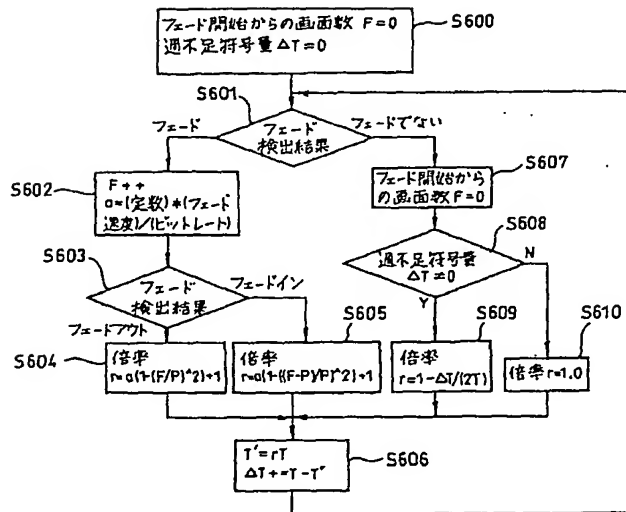 フェード開始からの画面数 F=0
過不足符号量 ΔT=0
S600
S601
フェード
検出結果
フェード
フェードでない
S602
F++
a=(定数)*(フェード
速度)/(ビットレート)
S607
フェード開始から
の画面数 F=0
S603
フェード
検出結果
フェードイン
フェードアウト
S608
過不足符号量
ΔT≠0
N
Y
S604
倍率
r=a(1-(F/P)^2)+1
S605
倍率
r=a(1-((F-P)/P)^2)+1
S609
倍率
r=1-ΔT/(2T)
S610
倍率 r=1.0
T'=rT
ΔT+=T-T'
S606